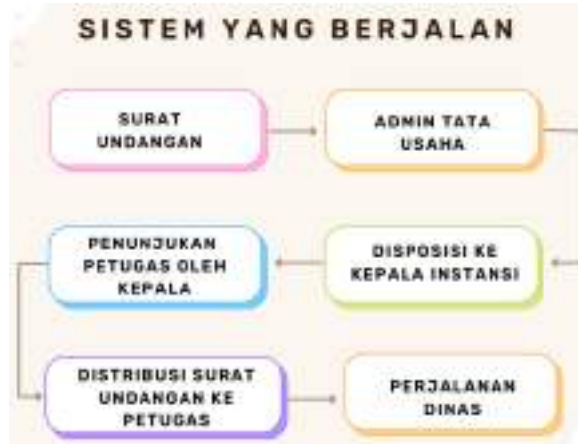 SISTEM YANG BERJALAN
SURAT
UNDANGAN
ADMIN TATA
USAHA
DISPOSISI KE
KEPALA INSTANSI
PENUNJUKAN
PETUGAS OLEH
KEPALA
DISTRIBUSI SURAT
UNDANGAN KE
PETUGAS
PERJALANAN
DINAS